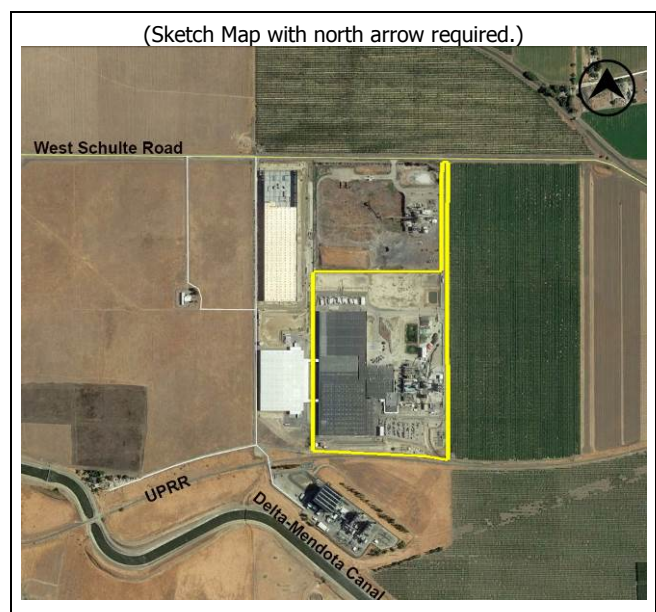 (Sketch Map with north arrow required.)
West Schulte Road
UPRR
Delta-Mendota Canal